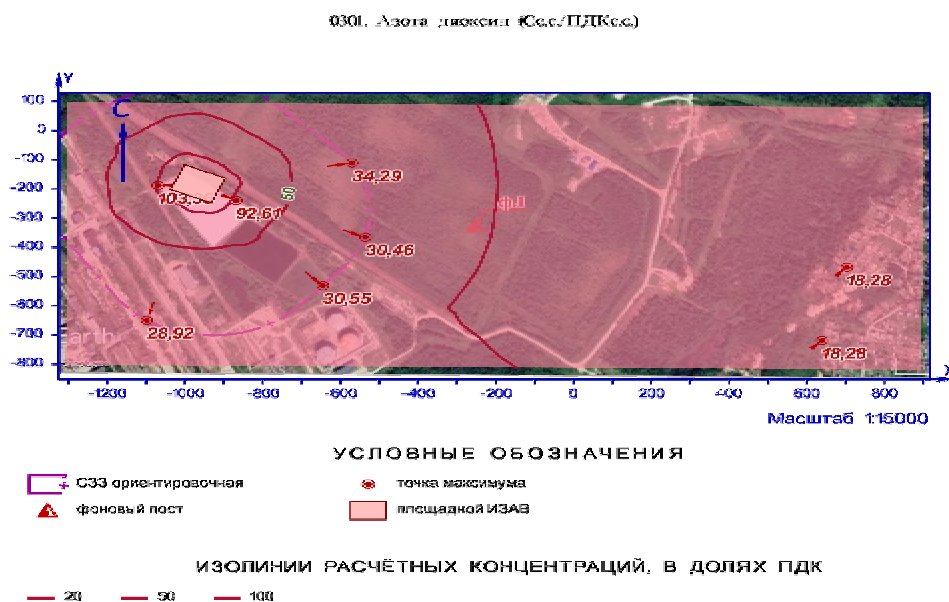 0301. Азота диоксин (Сс.с./ПДКс.с.)
Y
100
С
0
-100
34,29
-200
50
92,61
-300
-400
30,46
-500
18,28
30,55
-600
28,92
-700
18,28
-800
-1200 -1000 -800 -600 -400 -200 0 200 400 600 800
Масштаб 1:15000
УСЛОВНЫЕ ОБОЗНАЧЕНИЯ
СЗЗ ориентировочная
точка максимума
фоновый пост
площадкой ИЗАВ
ИЗОЛИНИИ РАСЧЁТНЫХ КОНЦЕНТРАЦИЙ, В ДОЛЯХ ПДК
20 50 100